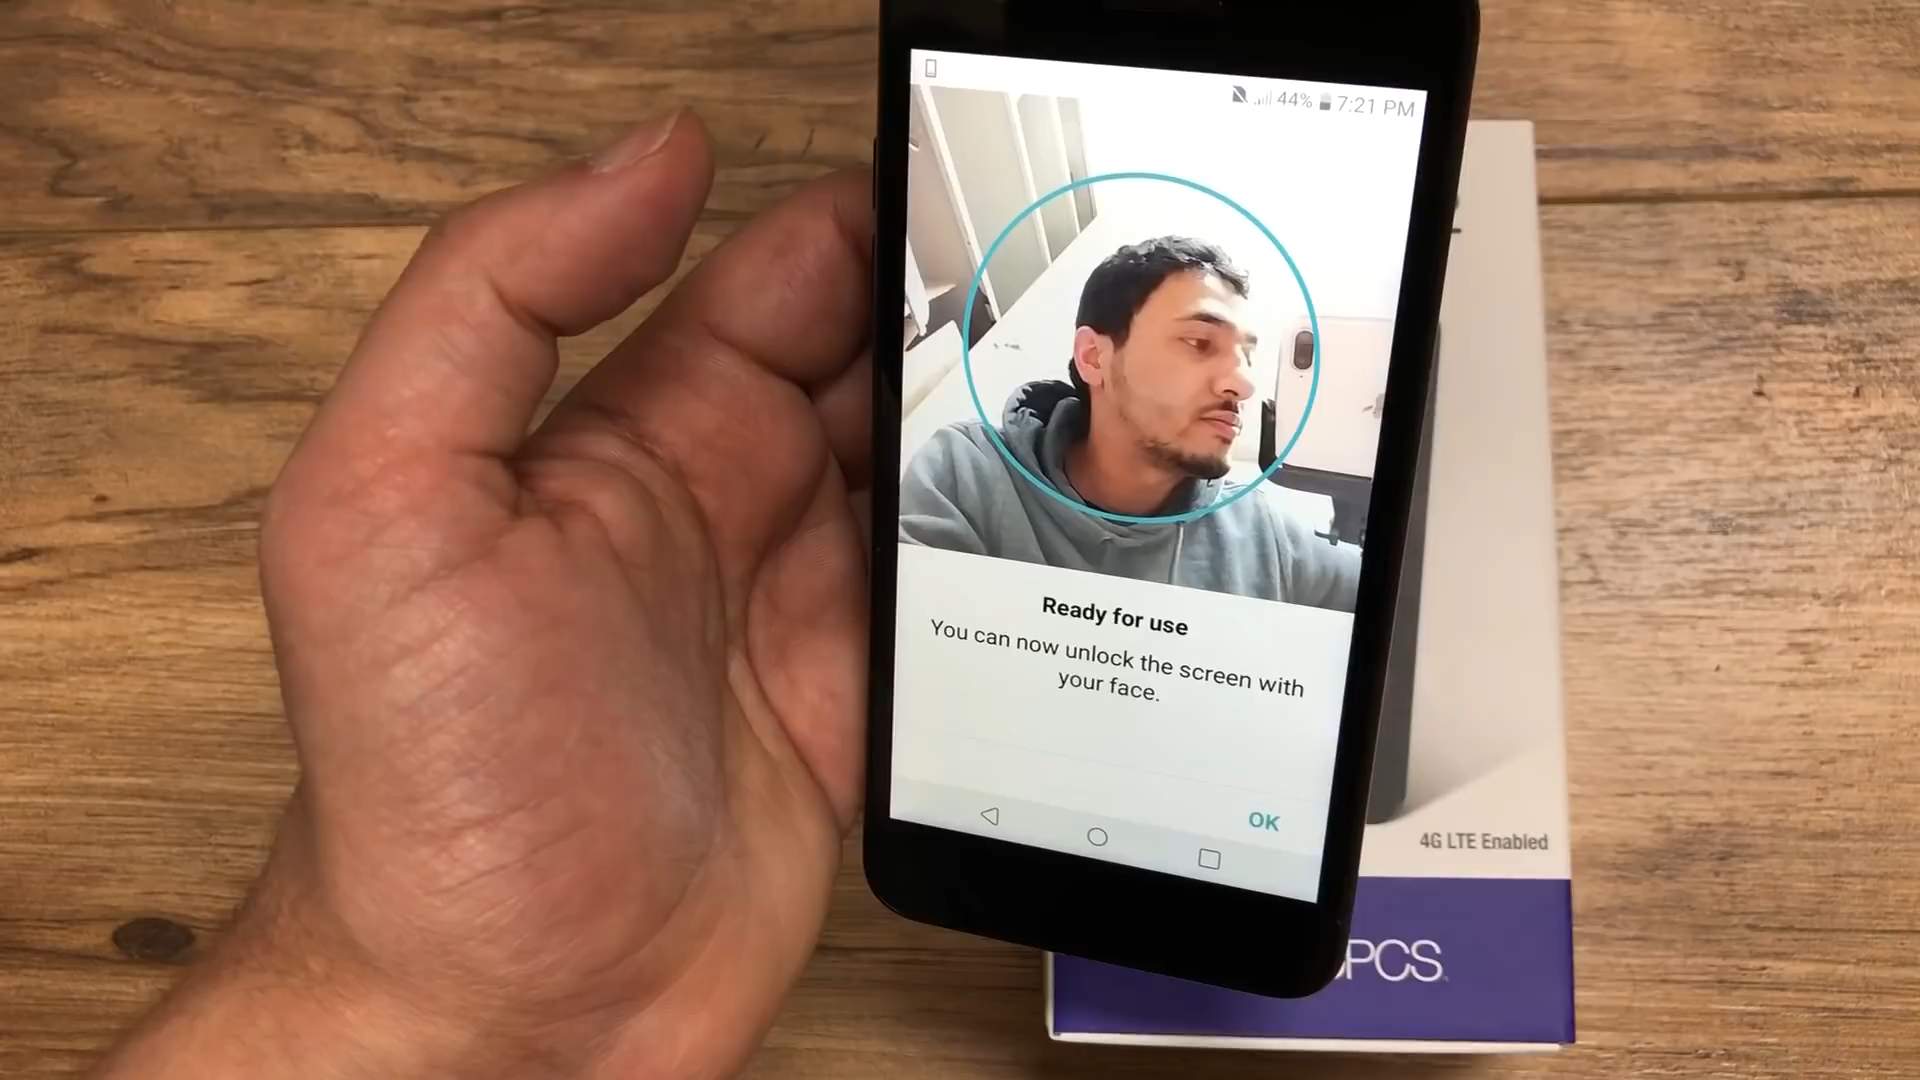 44% 7:21 PM
Ready for use
You can now unlock the screen with
your face.
OK
4G LTE Enabled
PCS